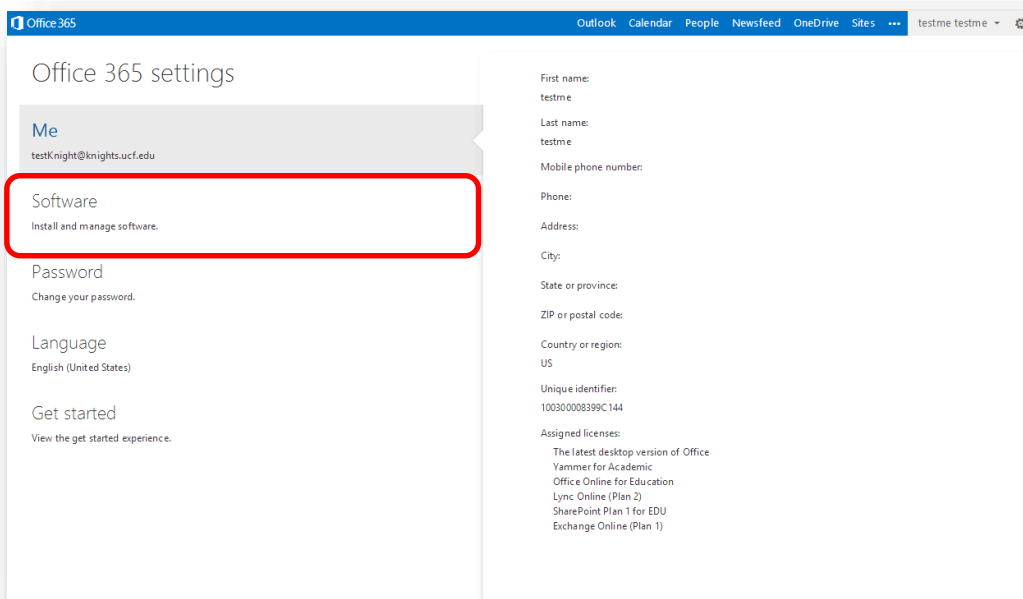 Office 365
Outlook Calendar People Newsfeed OneDrive Sites ••• testme testme
Office 365 settings
Me
testKnight@knights.ucf.edu
Software
Install and manage software.
Password
Change your password.
Language
English (United States)
Get started
View the get started experience.
First name:
testme
Last name:
testme
Mobile phone number:
Phone:
Address:
City:
State or province:
ZIP or postal code:
Country or region:
US
Unique identifier:
100300008399C144
Assigned licenses:
The latest desktop version of Office
Yammer for Academic
Office Online for Education
Lync Online (Plan 2)
SharePoint Plan 1 for EDU
Exchange Online (Plan 1)